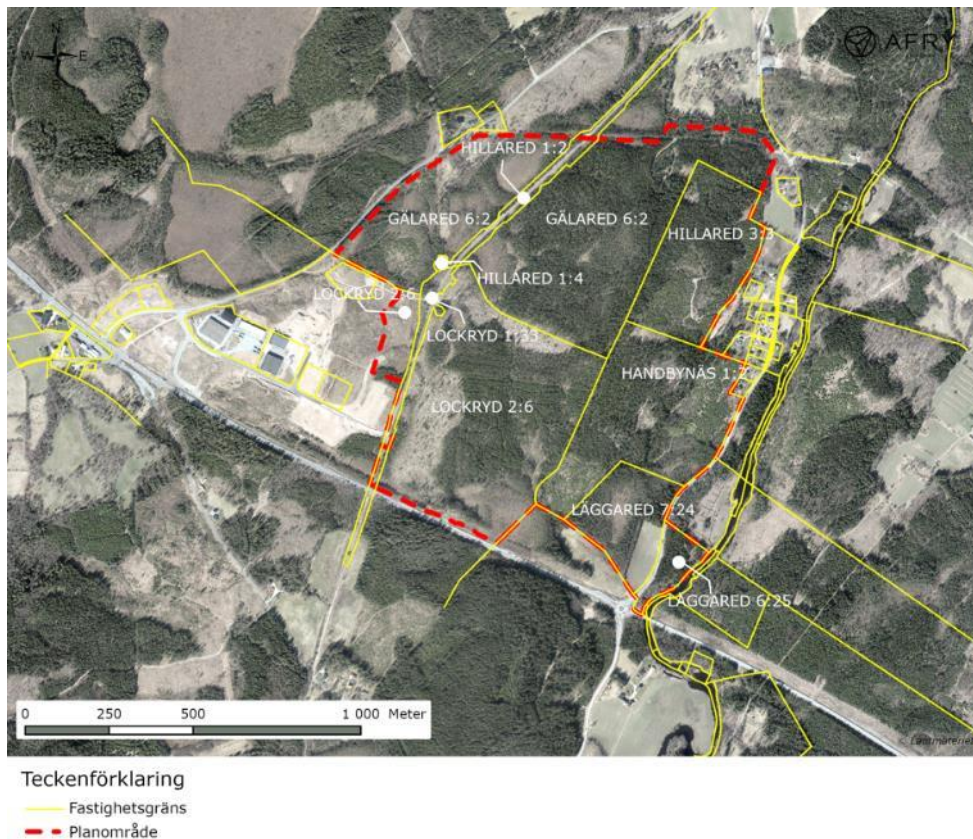 N
W E
AFRY
HILLARED 1:2
GÄLARED 6:2
GÄLARED 6:2
HILLARED 3:3
HILLARED 1:4
LOCKRYD 2:6
LOCKRYD 1:33
HANDBYNÄS 1:2
LOCKRYD 2:6
LÄGGARED 7:24
LÄGGARED 6:25
0 250 500 1 000 Meter
Teckenförklaring
Fastighetsgräns
Planområde